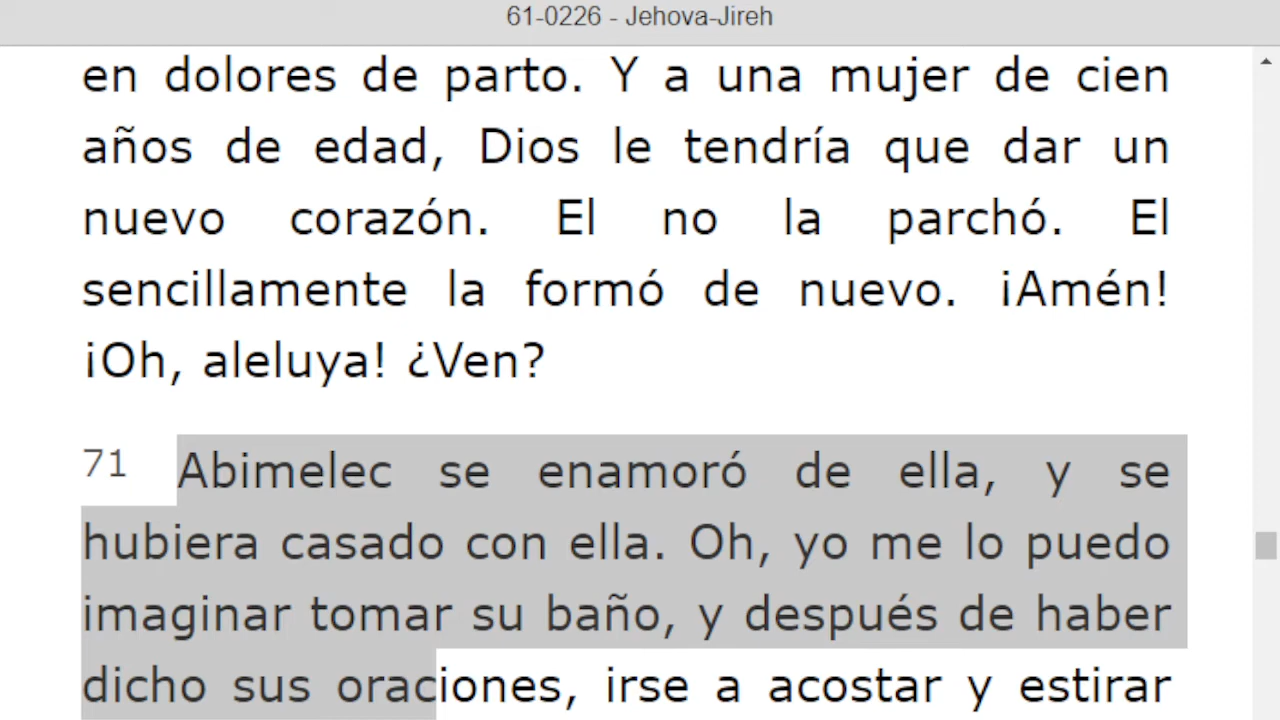 61-0226 - Jehova-Jireh
en dolores de parto. Y a una mujer de cien
años de edad, Dios le tendría que dar un
nuevo corazón. El no la parchó. El
sencillamente la formó de nuevo. ¡Amén!
¡Oh, aleluya! ¿Ven?
71 Abimelec se enamoró de ella, y se
hubiera casado con ella. Oh, yo me lo puedo
imaginar tomar su baño, y después de haber
dicho sus oraciones, irse a acostar y estirar